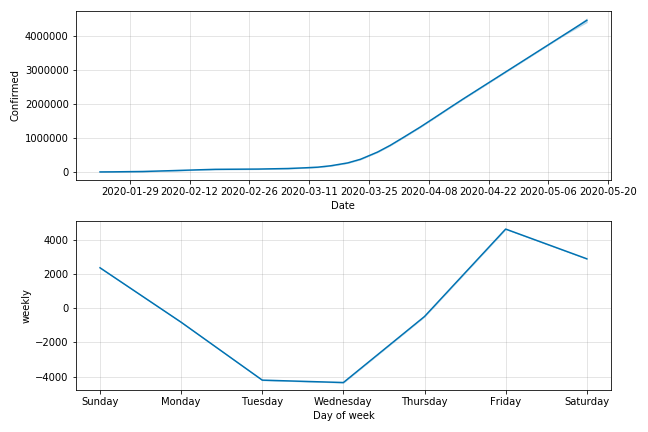 4000000
3000000
2000000
1000000
0
Confirmed
2020-01-29 2020-02-12 2020-02-26 2020-03-11 2020-03-25 2020-04-08 2020-04-22 2020-05-06 2020-05-20
Date
4000
2000
0
−2000
−4000
weekly
Sunday Monday Tuesday Wednesday Thursday Friday Saturday
Day of week